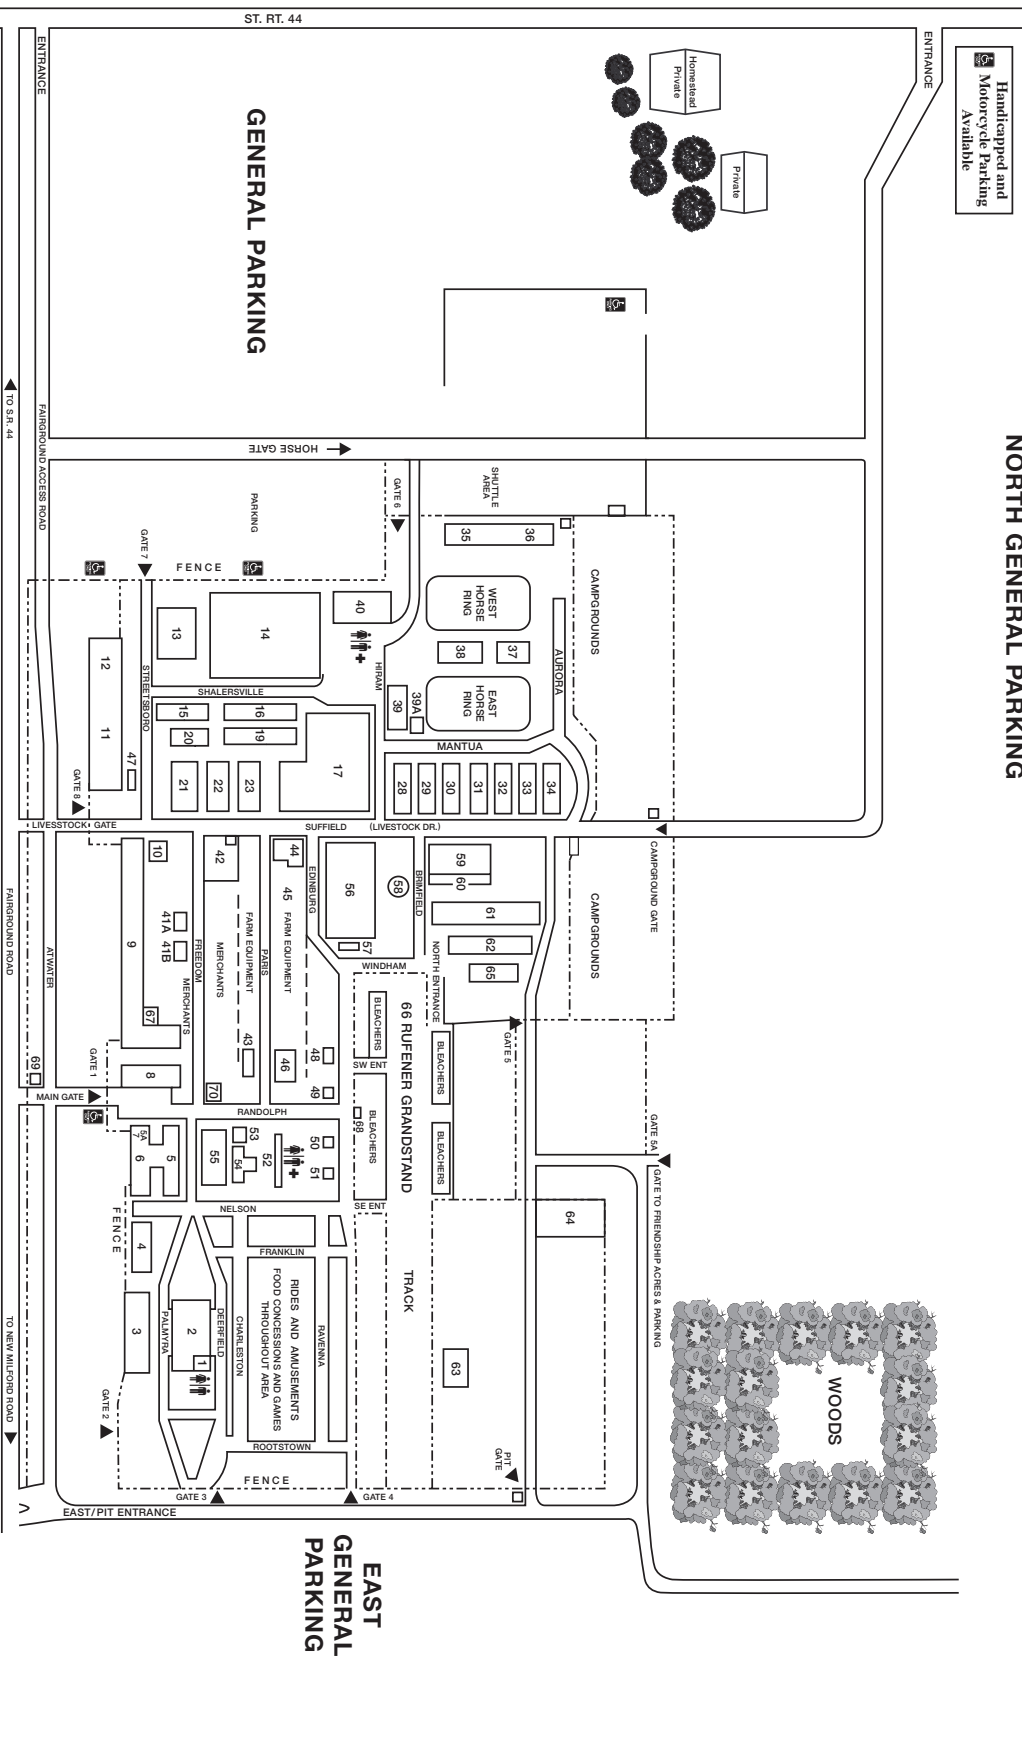 ST. RT. 44
ENTRANCE
ENTRANCE
Handicapped and
Motorcycle Parking
Available
Homestead
Private
Private
GENERAL PARKING
NORTH GENERAL PARKING
TO S.R. 44
FAIRGROUND ACCESS ROAD
HORSE GATE
PARKING
GATE 6
SHUTTLE
AREA
GATE 7
FENCE
35
36
CAMPGROUNDS
WEST
HORSE
RING
40
13
14
12
11
38
37
AURORA
HIRAM
STREETSBORO
SHALERSVILLE
39
39A
EAST
HORSE
RING
15
16
20
19
17
MANTUA
47
21
22
23
28
29
30
31
32
33
34
GATE 8
LIVESTOCK GATE
SUFFIELD
(LIVESTOCK DR.)
CAMPGROUND GATE
10
42
44
EDINBURG
45
FARM EQUIPMENT
FARM EQUIPMENT
MERCHANTS
PARIS
56
58
BRIMFIELD
59
60
61
62
65
57
WINDHAM
NORTH ENTRANCE
CAMPGROUNDS
41A
41B
9
FREEDOM
MERCHANTS
67
FAIRGROUND ROAD
ATWATER
66 RUFENER GRANDSTAND
BLEACHERS
BLEACHERS
BLEACHERS
BLEACHERS
SW ENT
SE ENT
68
GATE 5
GATE 5A
GATE TO FRIENDSHIP ACRES & PARKING
43
46
48
49
70
8
69
GATE 1
MAIN GATE
RANDOLPH
5A
7
6
5
55
53
54
52
50
51
NELSON
FENCE
4
3
2
1
PALMYRA
DEERFIELD
CHARLESTON
FRANKLIN
RIDES AND AMUSEMENTS
FOOD CONCESSIONS AND GAMES
THROUGHOUT AREA
RAVENNA
ROOTSTOWN
TRACK
64
63
WOODS
TO NEW MILFORD ROAD
GATE 2
FENCE
GATE 3
GATE 4
PIT
GATE
EAST/PIT ENTRANCE
EAST
GENERAL
PARKING